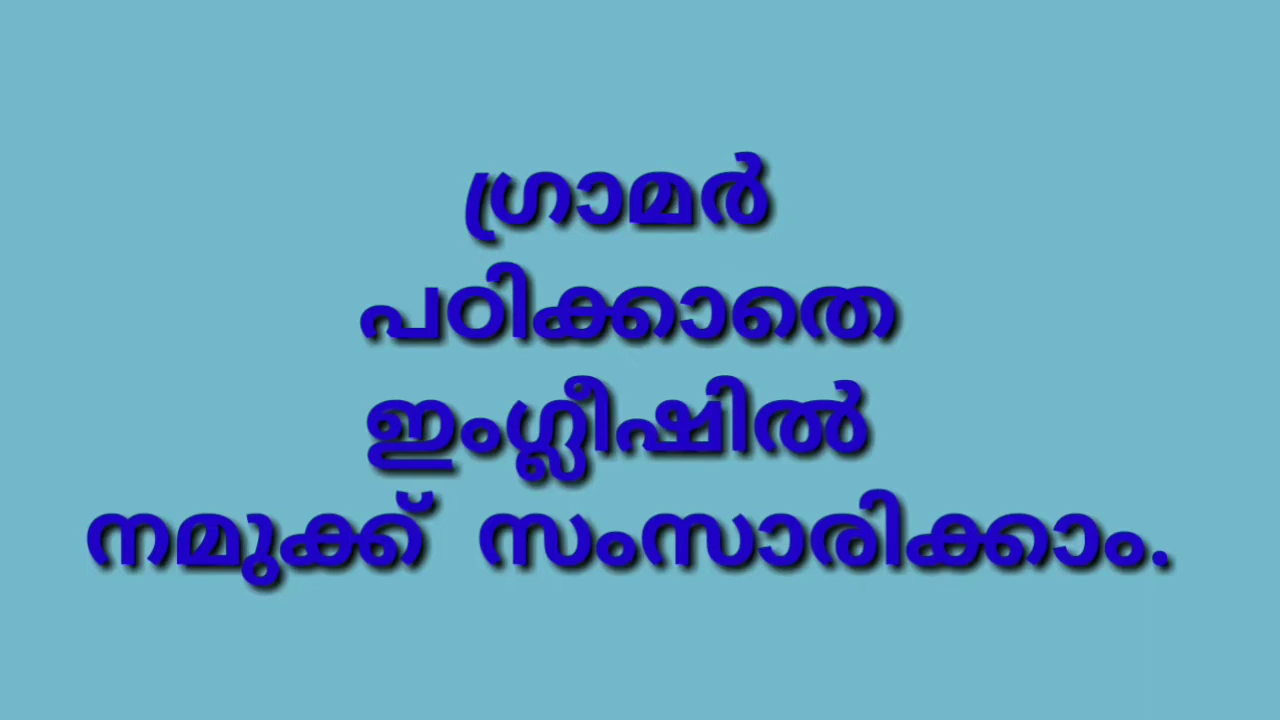 ഗ്രാമർ
പഠിക്കാതെ
ഇംഗ്ലീഷിൽ
നമുക്ക് സംസാരിക്കാം.